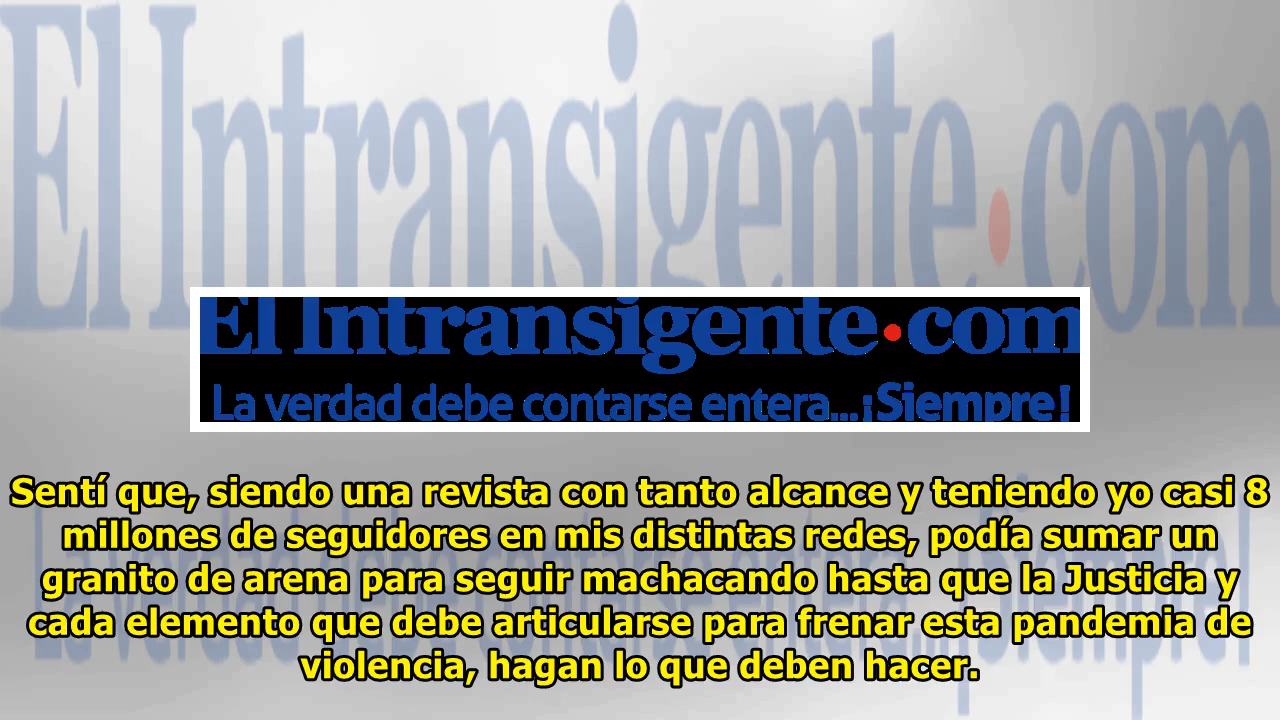 El Intransigente.com
El Intransigente.com
La verdad debe contarse entera...¡Siempre!
Sentí que, siendo una revista con tanto alcance y teniendo yo casi 8
millones de seguidores en mis distintas redes, podía sumar un
granito de arena para seguir machacando hasta que la Justicia y
cada elemento que debe articularse para frenar esta pandemia de
violencia, hagan lo que deben hacer.